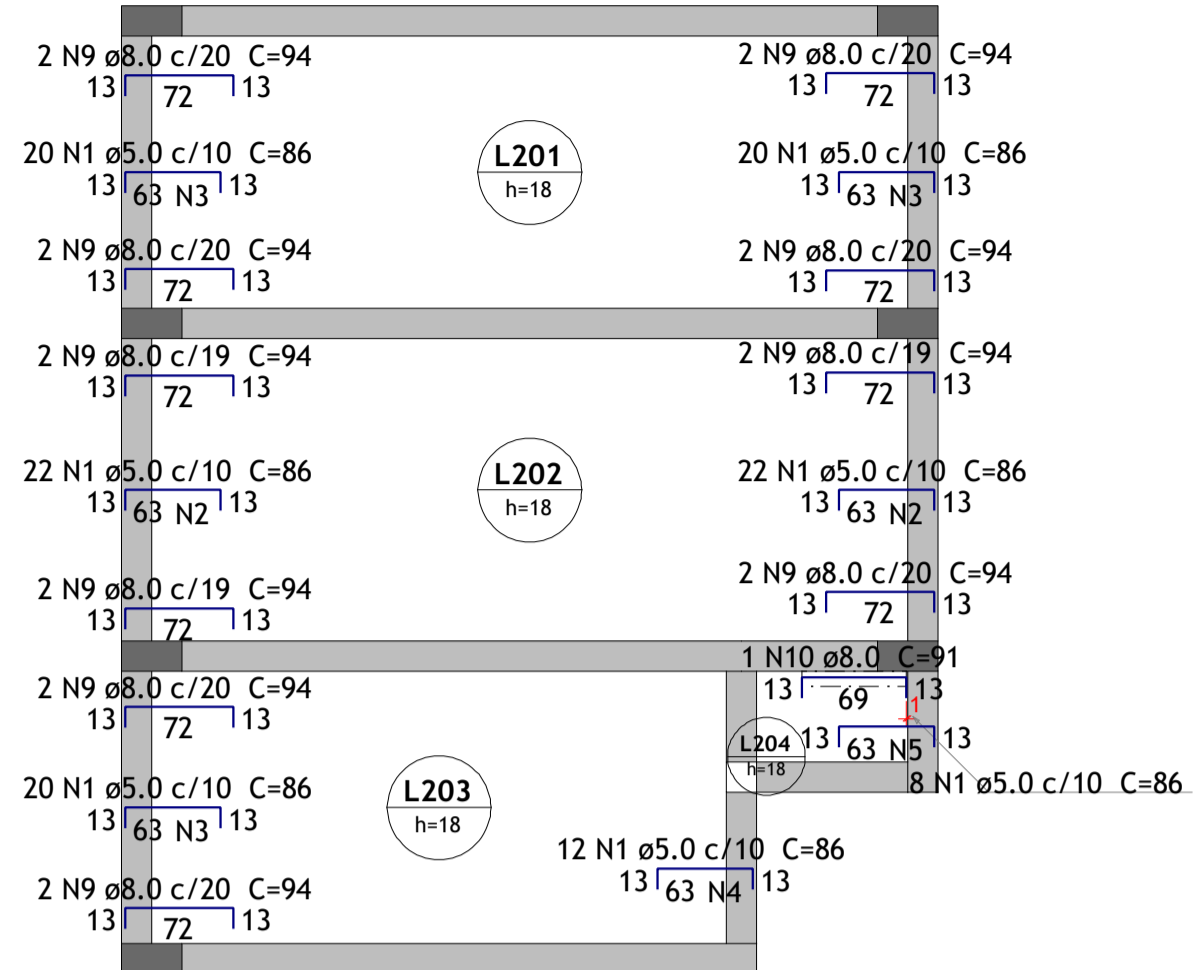 2 N9 ø8.0 c/20 C=94
13 72 13
2 N9 ø8.0 c/20 C=94
13 72 13
20 N1 ø5.0 c/10 C=86
13 63 N3 13
L201
h=18
20 N1 ø5.0 c/10 C=86
13 63 N3 13
2 N9 ø8.0 c/20 C=94
13 72 13
2 N9 ø8.0 c/20 C=94
13 72 13
2 N9 ø8.0 c/19 C=94
13 72 13
2 N9 ø8.0 c/19 C=94
13 72 13
22 N1 ø5.0 c/10 C=86
13 63 N2 13
L202
h=18
22 N1 ø5.0 c/10 C=86
13 63 N2 13
2 N9 ø8.0 c/19 C=94
13 72 13
2 N9 ø8.0 c/20 C=94
13 72 13
1 N10 ø8.0 C=91
13 69 13
2 N9 ø8.0 c/20 C=94
13 72 13
1
L204
h=18
13 63 N5 13
8 N1 ø5.0 c/10 C=86
20 N1 ø5.0 c/10 C=86
13 63 N3 13
L203
h=18
12 N1 ø5.0 c/10 C=86
13 63 N4 13
2 N9 ø8.0 c/20 C=94
13 72 13